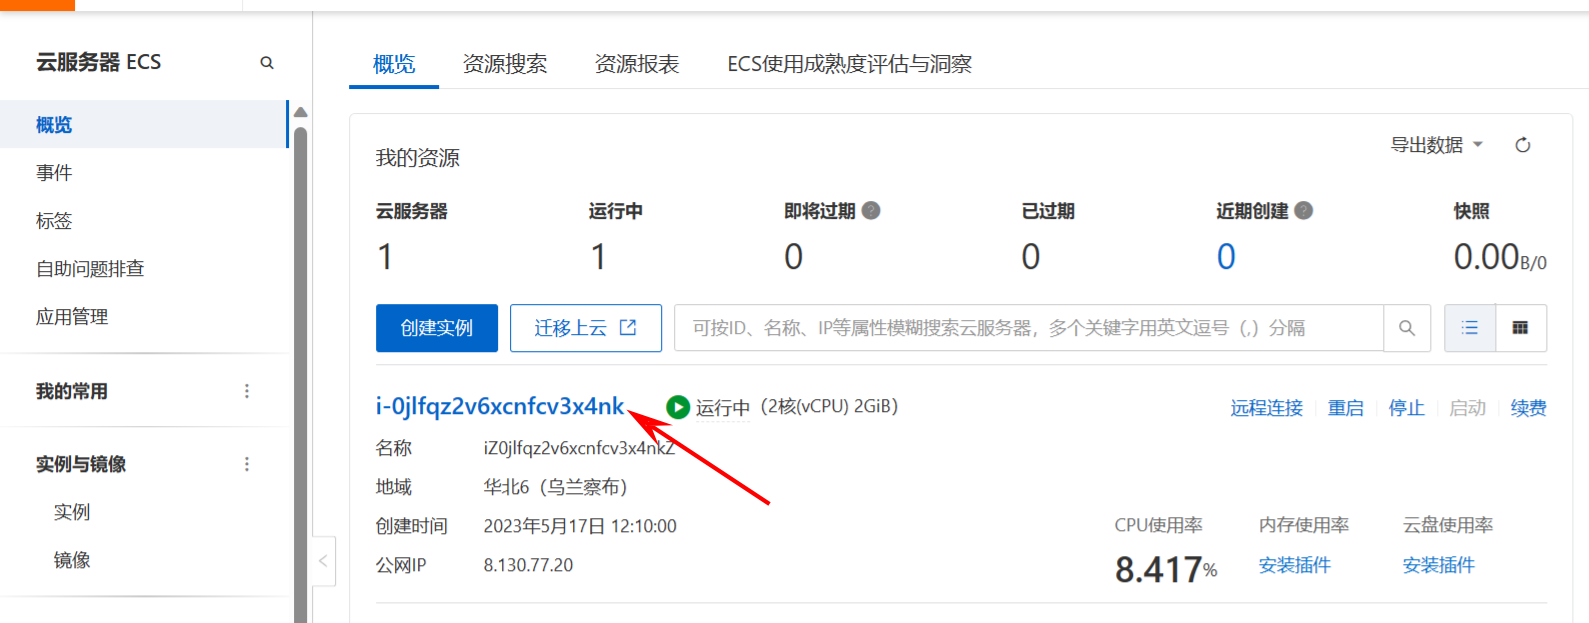 云服务器 ECS
概览
事件
标签
自助问题排查
应用管理
我的常用
实例与镜像
实例
镜像
概览 资源搜索 资源报表 ECS使用成熟度评估与洞察
我的资源 导出数据
云服务器 运行中 即将过期 已过期 近期创建 快照
1 1 0 0 0 0.00B/0
创建实例 迁移上云 可按ID、名称、IP等属性模糊搜索云服务器，多个关键字用英文逗号（,）分隔
i-0jlfqz2v6xcnfcv3x4nk 运行中（2核(vCPU) 2GiB） 远程连接 重启 停止 启动 续费
名称 iZ0jlfqz2v6xcnfcv3x4nkZ
地域 华北6（乌兰察布）
创建时间 2023年5月17日 12:10:00 CPU使用率 内存使用率 云盘使用率
公网IP 8.130.77.20 8.417% 安装插件 安装插件